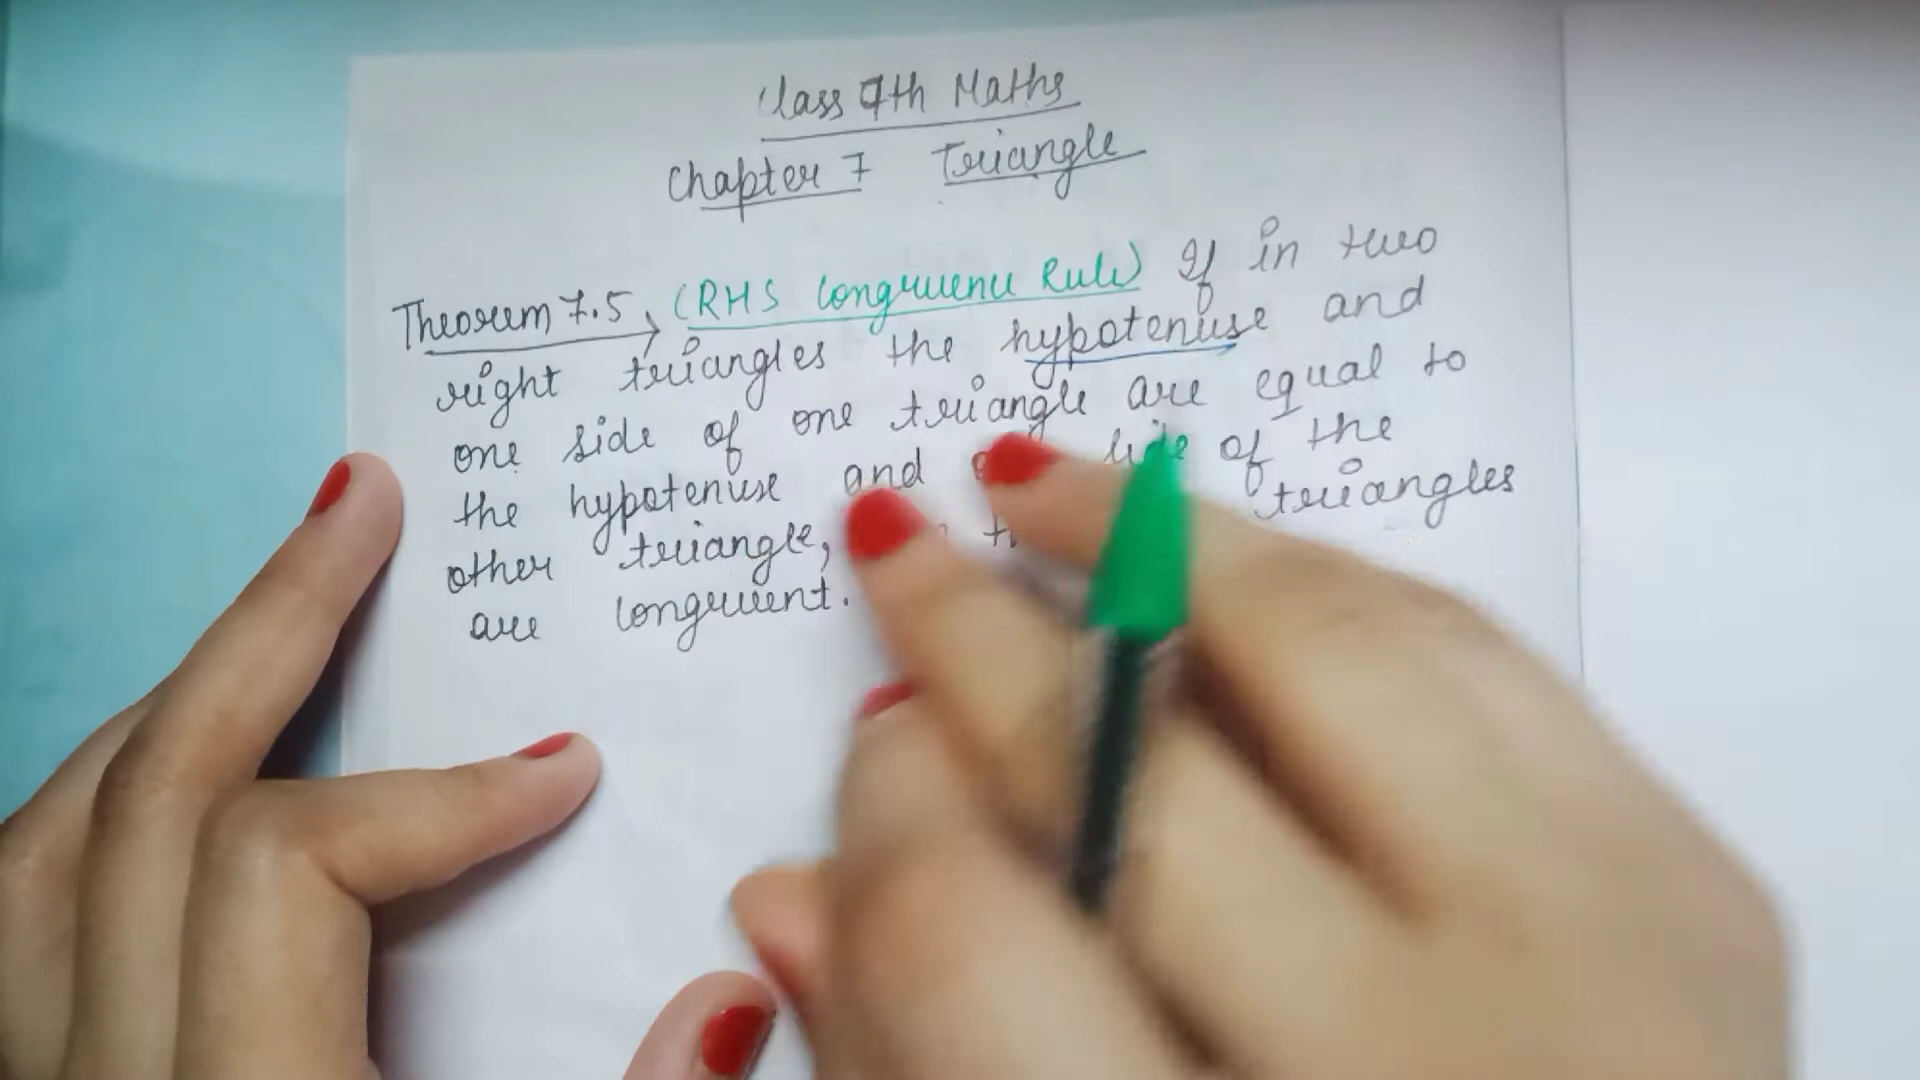 Class 9th Maths
Chapter 7 Triangle
Theorem 7.5, (RHS Congruence Rule) If in two
right triangles the hypotenuse and
one side of one triangle are equal to
the hypotenuse and side of the
other triangle, triangles
are congruent.